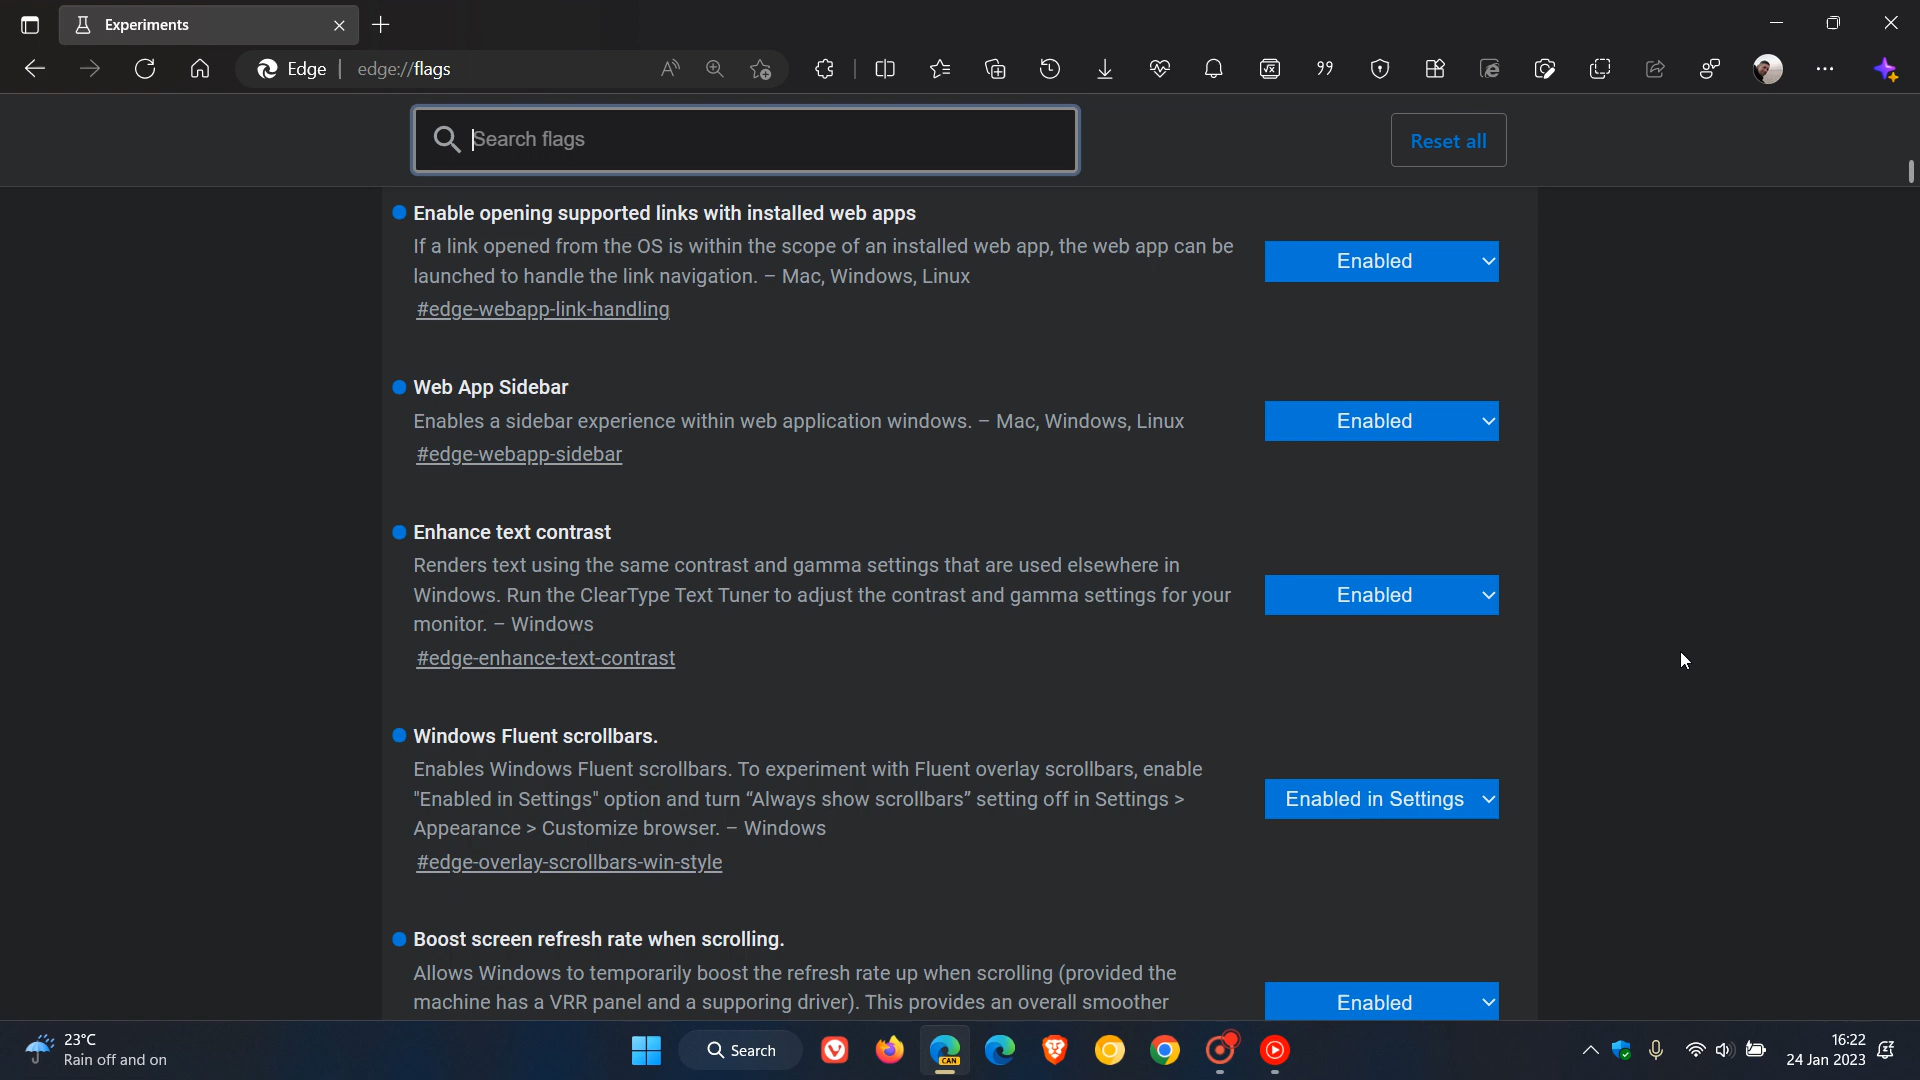 Experiments
Edge | edge://flags
Search flags
Reset all
Enable opening supported links with installed web apps
If a link opened from the OS is within the scope of an installed web app, the web app can be
launched to handle the link navigation. – Mac, Windows, Linux
#edge-webapp-link-handling
Enabled
Web App Sidebar
Enables a sidebar experience within web application windows. – Mac, Windows, Linux
#edge-webapp-sidebar
Enabled
Enhance text contrast
Renders text using the same contrast and gamma settings that are used elsewhere in
Windows. Run the ClearType Text Tuner to adjust the contrast and gamma settings for your
monitor. – Windows
#edge-enhance-text-contrast
Enabled
Windows Fluent scrollbars.
Enables Windows Fluent scrollbars. To experiment with Fluent overlay scrollbars, enable
"Enabled in Settings" option and turn “Always show scrollbars” setting off in Settings >
Appearance > Customize browser. – Windows
#edge-overlay-scrollbars-win-style
Enabled in Settings
Boost screen refresh rate when scrolling.
Allows Windows to temporarily boost the refresh rate up when scrolling (provided the
machine has a VRR panel and a supporing driver). This provides an overall smoother
Enabled
23°C
Rain off and on
Search
CAN
16:22
24 Jan 2023